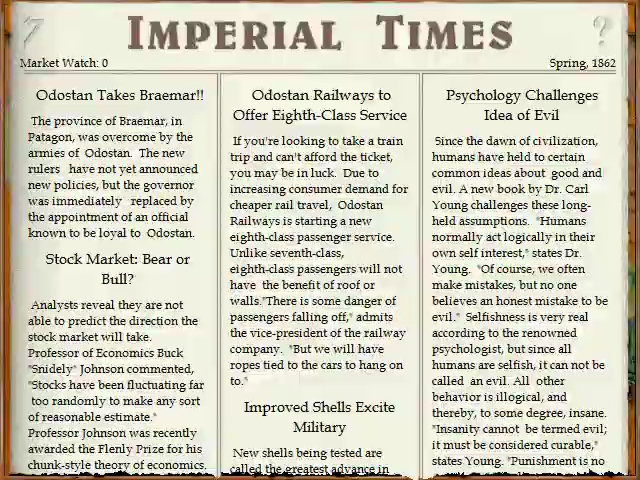 7
IMPERIAL TIMES
?
Market Watch: 0
Spring, 1862
Odostan Takes Braemar!!
The province of Braemar, in
Patagon, was overcome by the
armies of Odostan. The new
rulers have not yet announced
new policies, but the governor
was immediately replaced by
the appointment of an official
known to be loyal to Odostan.
Stock Market: Bear or
Bull?
Analysts reveal they are not
able to predict the direction the
stock market will take.
Professor of Economics Buck
"Snidely" Johnson commented,
"Stocks have been fluctuating far
too randomly to make any sort
of reasonable estimate."
Professor Johnson was recently
awarded the Flenly Prize for his
chunk-style theory of economics.
Odostan Railways to
Offer Eighth-Class Service
If you're looking to take a train
trip and can't afford the ticket,
you may be in luck. Due to
increasing consumer demand for
cheaper rail travel, Odostan
Railways is starting a new
eighth-class passenger service.
Unlike seventh-class,
eighth-class passengers will not
have the benefit of roof or
walls."There is some danger of
passengers falling off," admits
the vice-president of the railway
company. "But we will have
ropes tied to the cars to hang on
to."
Improved Shells Excite
Military
New shells being tested are
called the greatest advance in
Psychology Challenges
Idea of Evil
Since the dawn of civilization,
humans have held to certain
common ideas about good and
evil. A new book by Dr. Carl
Young challenges these long-
held assumptions. "Humans
normally act logically in their
own self interest," states Dr.
Young. "Of course, we often
make mistakes, but no one
believes an honest mistake to be
evil." Selfishness is very real
according to the renowned
psychologist, but since all
humans are selfish, it can not be
called an evil. All other
behavior is illogical, and
thereby, to some degree, insane.
"Insanity cannot be termed evil;
it must be considered curable,"
states Young. "Punishment is no